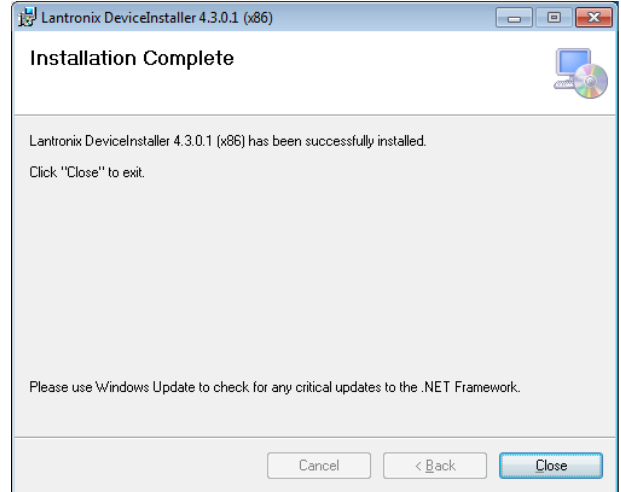 Lantronix DeviceInstaller 4.3.0.1 (x86)
Installation Complete
Lantronix DeviceInstaller 4.3.0.1 (x86) has been successfully installed.
Click "Close" to exit.
Please use Windows Update to check for any critical updates to the .NET Framework.
Cancel
< Back
Close